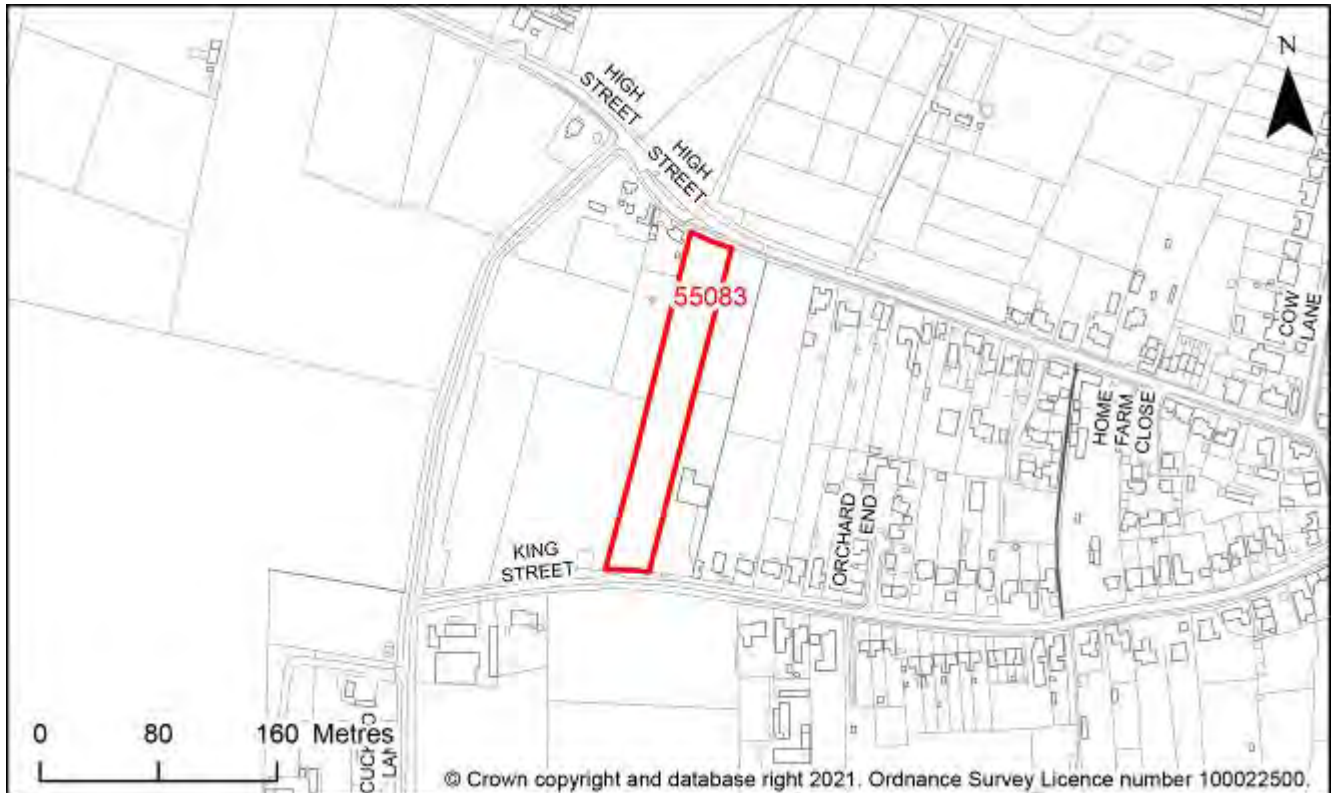 N
HIGH
STREET
HIGH
STREET
55083
COW
LANE
HOME
FARM
CLOSE
ORCHARD
END
KING
STREET
LAN
0 80 160 Metres
© Crown copyright and database right 2021. Ordnance Survey Licence number 100022500.